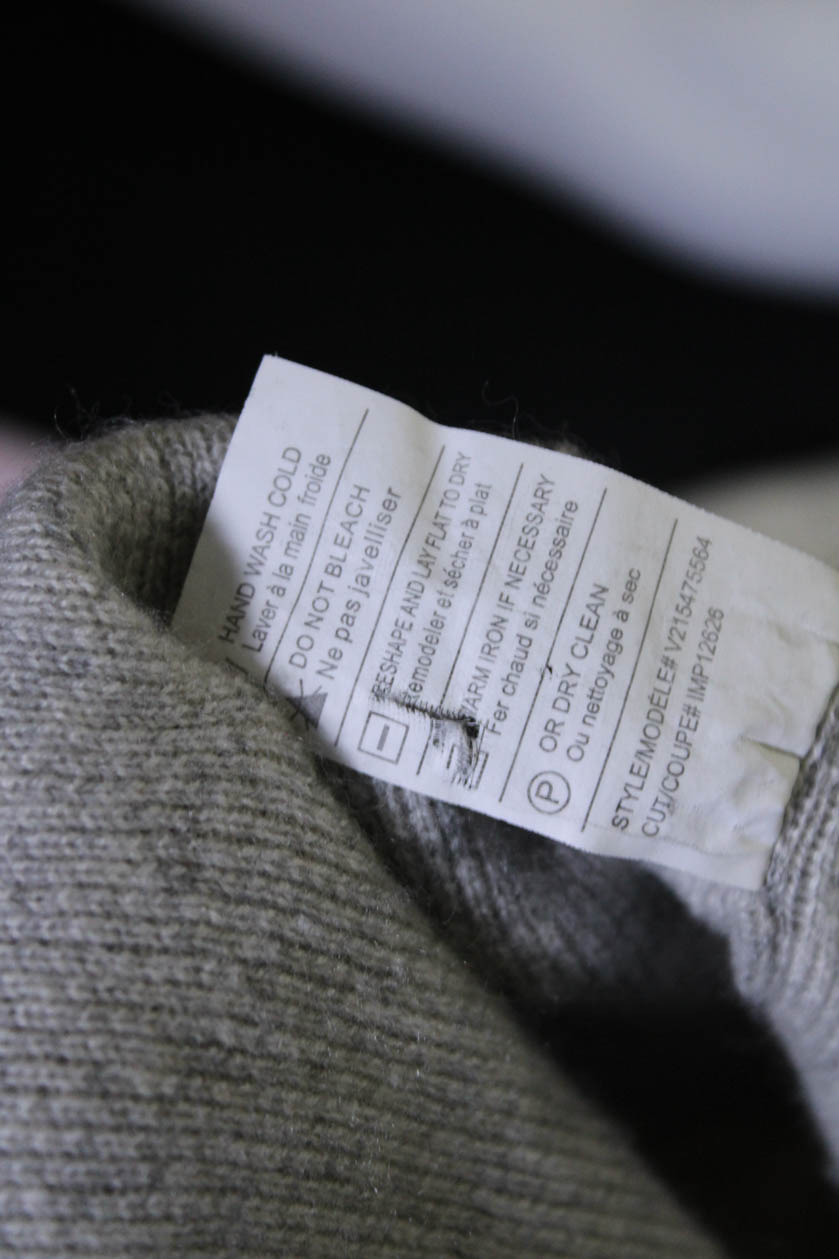 HAND WASH COLD
Laver à la main froide
DO NOT BLEACH
Ne pas javelliser
RESHAPE AND LAY FLAT TO DRY
Remodeler et sécher à plat
WARM IRON IF NECESSARY
Fer chaud si nécessaire
P
OR DRY CLEAN
Ou nettoyage à sec
STYLE/MODÈLE# V215475564
CUT/COUPE# IMP12626